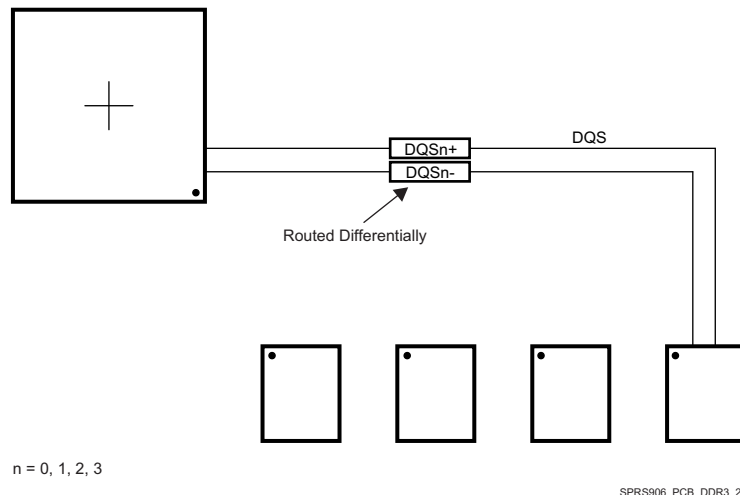 DQSn+
DQS
DQSn-
Routed Differentially
n = 0, 1, 2, 3